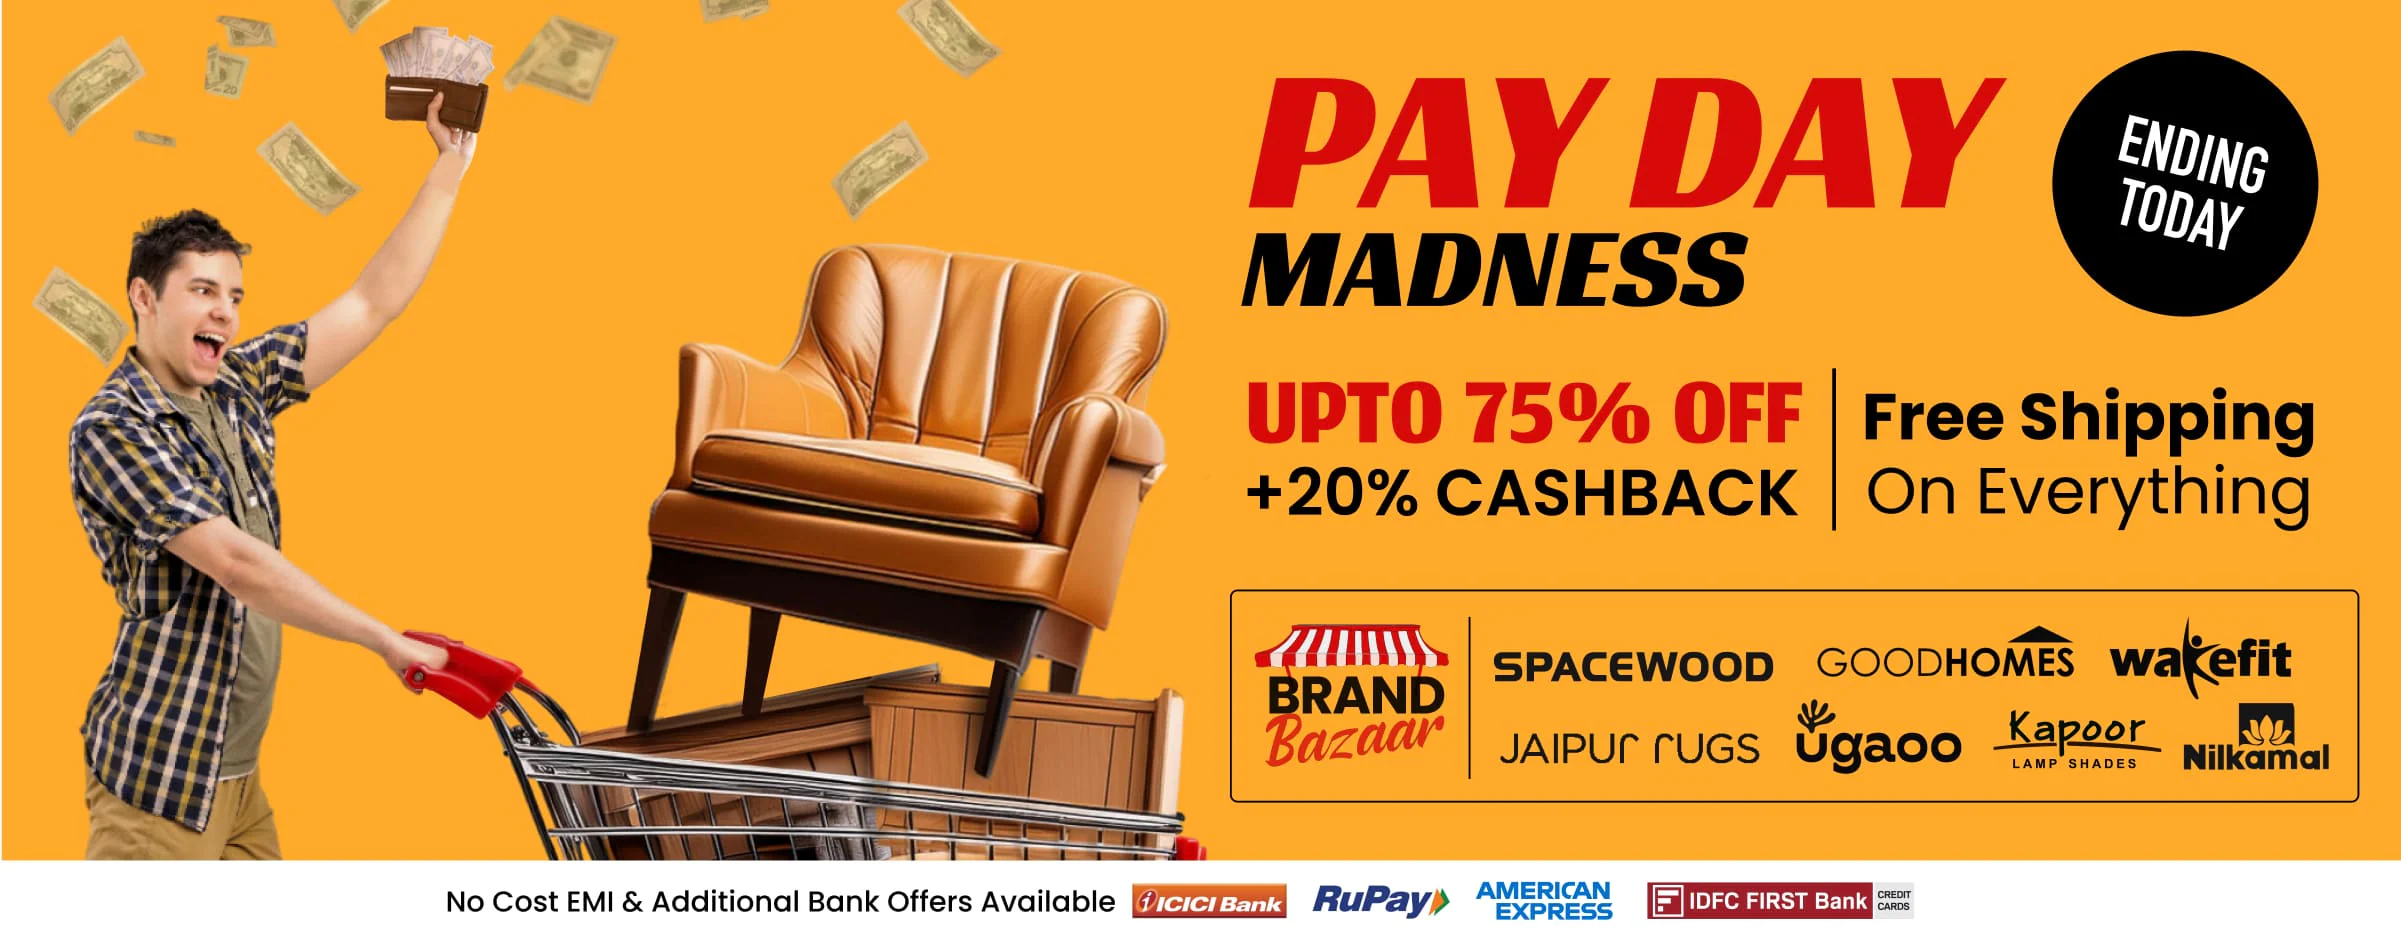 PAY DAY
MADNESS
ENDING
TODAY
UPTO 75% OFF
+20% CASHBACK
Free Shipping
On Everything
BRAND
Bazaar
SPACEWOOD
GOODHOMES
wakefit
JAIPUR RUGS
Ugaoo
Kapoor
LAMP SHADES
Nilkamal
No Cost EMI & Additional Bank Offers Available
ICICI Bank
RuPay
AMERICAN
EXPRESS
IDFC FIRST Bank
CREDIT
CARDS
20